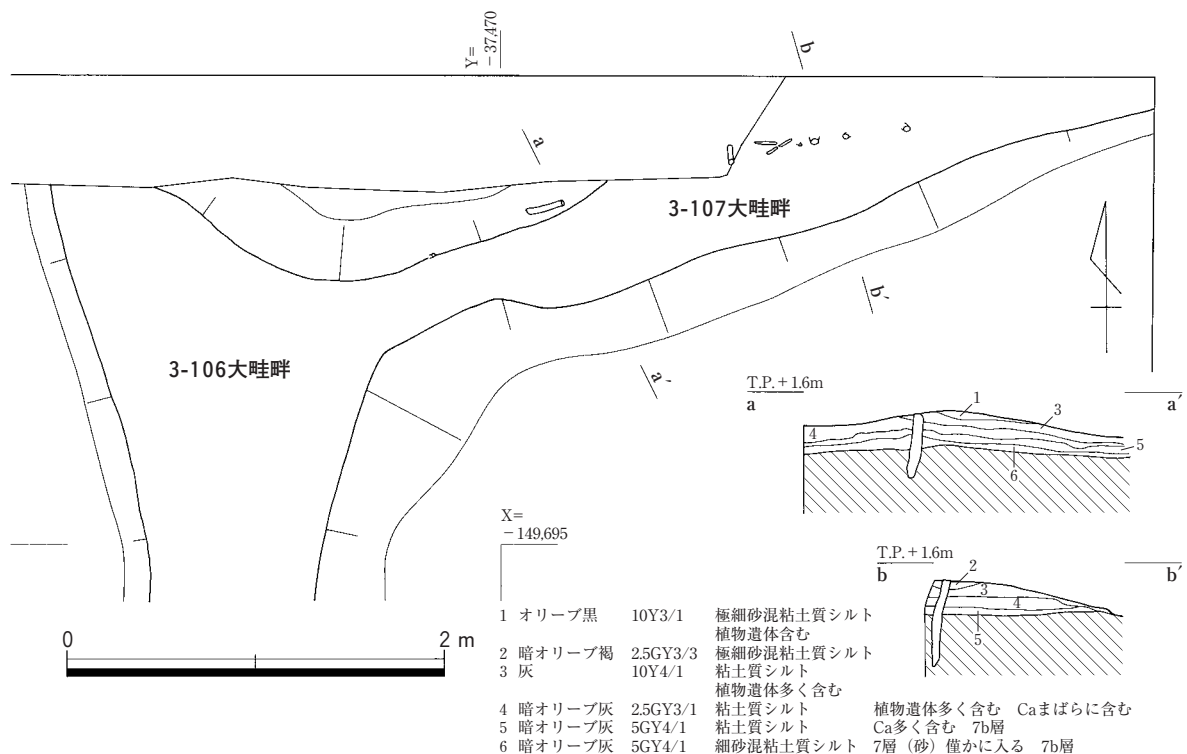 Y=
−37,470
b
a
3-107大畦畔
b′
3-106大畦畔
a′
T.P.+1.6m
a
a′
1
3
4
5
6
X=
−149,695
T.P.+1.6m
b
b′
2
3
4
5
0
2 m
1 オリーブ黒 10Y3/1 極細砂混粘土質シルト
植物遺体含む
2 暗オリーブ褐 2.5GY3/3 極細砂混粘土質シルト
3 灰 10Y4/1 粘土質シルト
植物遺体多く含む
4 暗オリーブ灰 2.5GY3/1 粘土質シルト 植物遺体多く含む Caまばらに含む
5 暗オリーブ灰 5GY4/1 粘土質シルト Ca多く含む 7b層
6 暗オリーブ灰 5GY4/1 細砂混粘土質シルト 7層（砂）僅かに入る 7b層